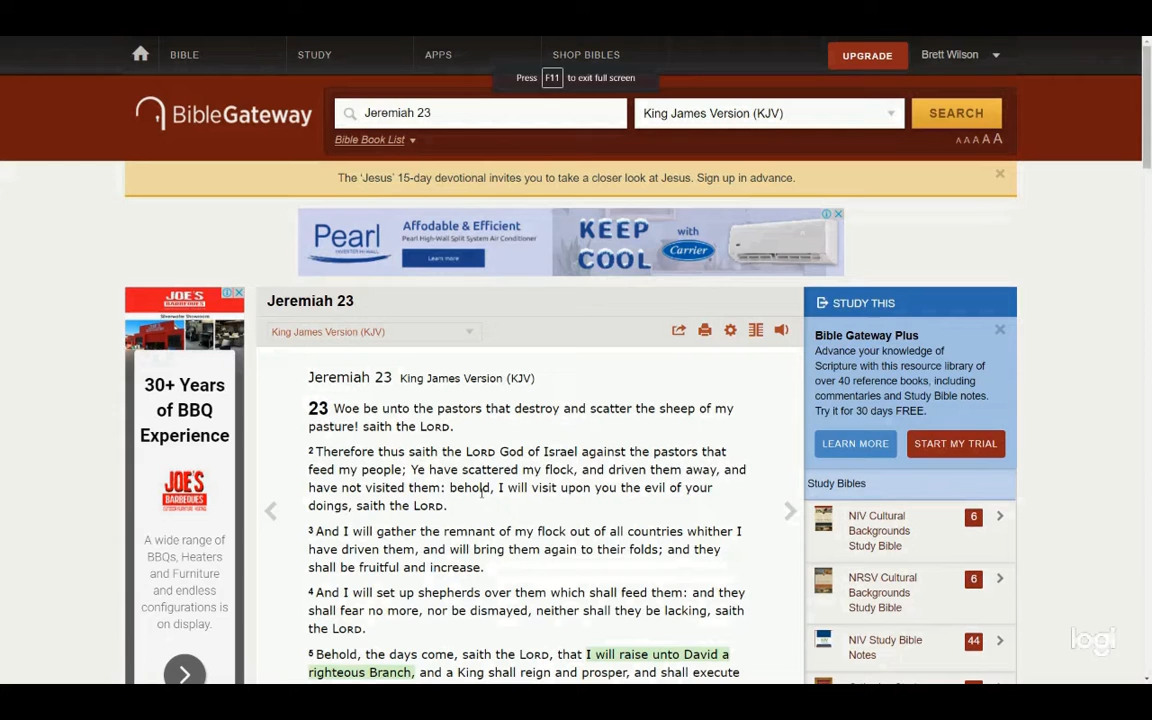 BIBLE STUDY APPS SHOP BIBLES UPGRADE Brett Wilson
Press F11 to exit full screen
BibleGateway Jeremiah 23 King James Version (KJV) SEARCH
Bible Book List A A A A A
The 'Jesus' 15-day devotional invites you to take a closer look at Jesus. Sign up in advance.
Pearl
Affodable & Efficient
Pearl High-Wall Split System Air Conditioner
Learn more
KEEP COOL with Carrier
JOE'S
BARBEQUES
30+ Years
of BBQ
Experience
JOE'S
BARBEQUES
A wide range of
BBQs, Heaters
and Furniture
and endless
configurations is
on display.
Jeremiah 23
King James Version (KJV)
Jeremiah 23 King James Version (KJV)
23 Woe be unto the pastors that destroy and scatter the sheep of my
pasture! saith the LORD.
2 Therefore thus saith the LORD God of Israel against the pastors that
feed my people; Ye have scattered my flock, and driven them away, and
have not visited them: behold, I will visit upon you the evil of your
doings, saith the LORD.
3 And I will gather the remnant of my flock out of all countries whither I
have driven them, and will bring them again to their folds; and they
shall be fruitful and increase.
4 And I will set up shepherds over them which shall feed them: and they
shall fear no more, nor be dismayed, neither shall they be lacking, saith
the LORD.
5 Behold, the days come, saith the LORD, that I will raise unto David a
righteous Branch, and a King shall reign and prosper, and shall execute
STUDY THIS
Bible Gateway Plus
Advance your knowledge of
Scripture with this resource library of
over 40 reference books, including
commentaries and Study Bible notes.
Try it for 30 days FREE.
LEARN MORE START MY TRIAL
Study Bibles
NIV Cultural
Backgrounds
Study Bible
6
NRSV Cultural
Backgrounds
Study Bible
6
NIV Study Bible
Notes
44
logi